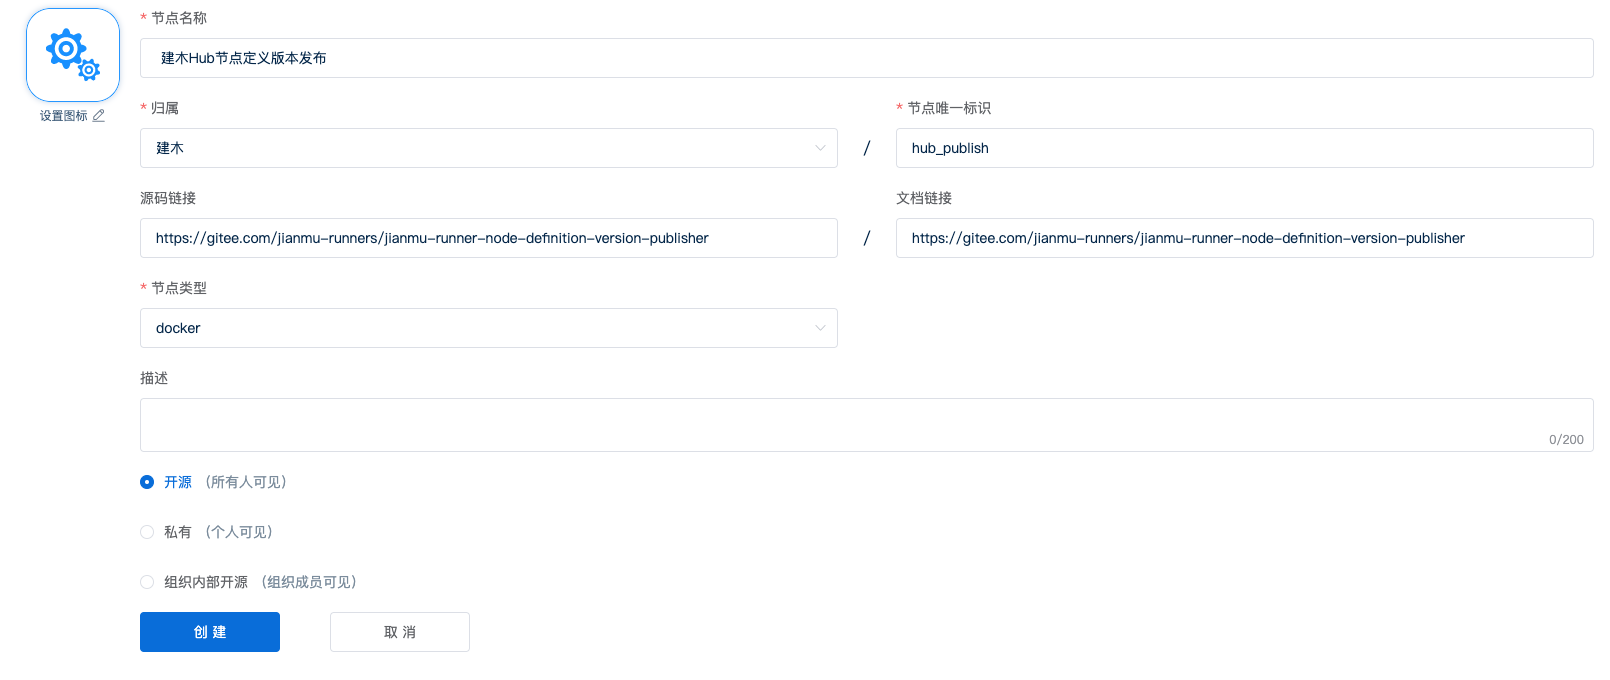 * 节点名称
建木Hub节点定义版本发布
设置图标
* 归属
* 节点唯一标识
建木
/
hub_publish
源码链接
文档链接
https://gitee.com/jianmu-runners/jianmu-runner-node-definition-version-publisher
/
https://gitee.com/jianmu-runners/jianmu-runner-node-definition-version-publisher
* 节点类型
docker
描述
0/200
开源 （所有人可见）
私有 （个人可见）
组织内部开源 （组织成员可见）
创 建
取 消